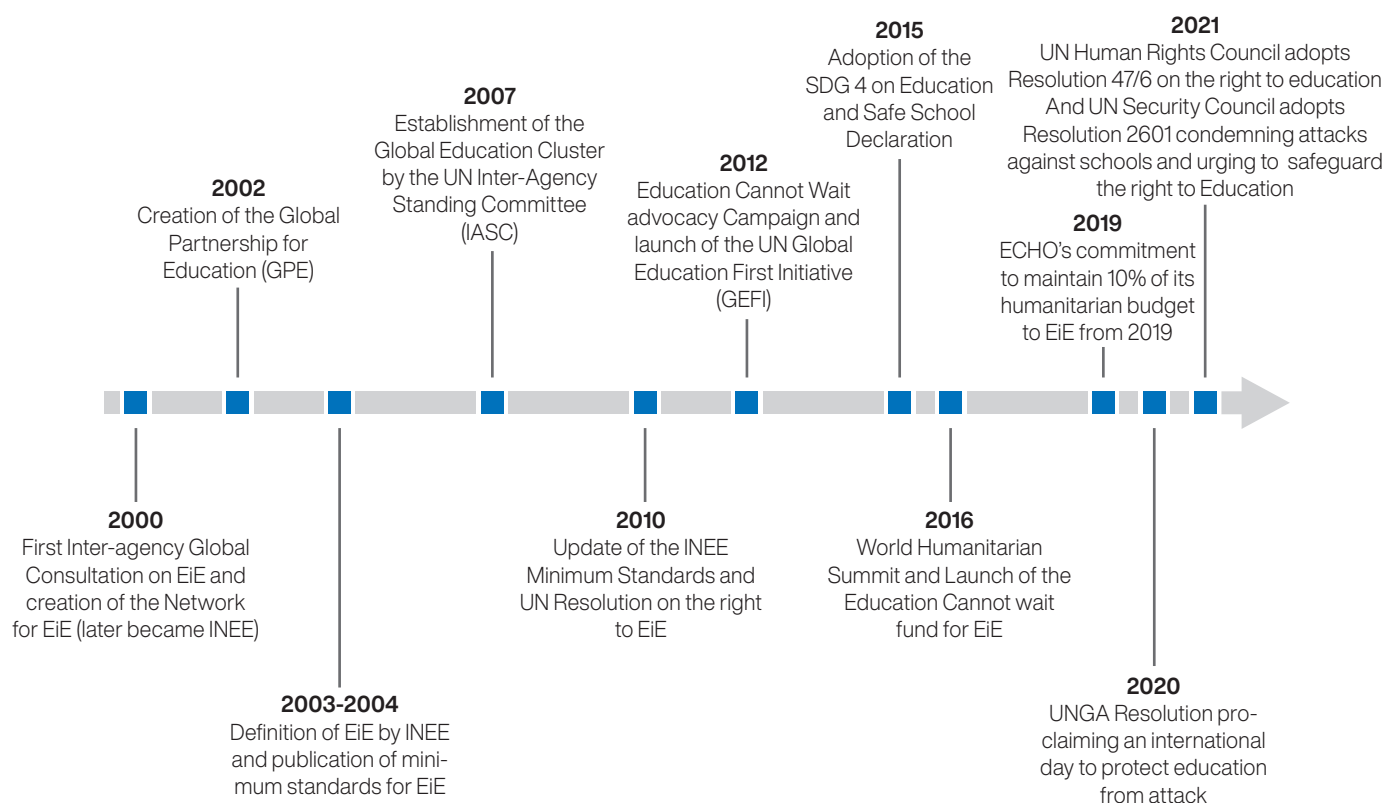 2015
Adoption of the
SDG 4 on Education
and Safe School
Declaration
2021
UN Human Rights Council adopts
Resolution 47/6 on the right to education
And UN Security Council adopts
Resolution 2601 condemning attacks
against schools and urging to safeguard
the right to Education
2007
Establishment of the
Global Education Cluster
by the UN Inter-Agency
Standing Committee
(IASC)
2012
Education Cannot Wait
advocacy Campaign and
launch of the UN Global
Education First Initiative
(GEFI)
2002
Creation of the Global
Partnership for
Education (GPE)
2019
ECHO's commitment
to maintain 10% of its
humanitarian budget
to EiE from 2019
2000
First Inter-agency Global
Consultation on EiE and
creation of the Network
for EiE (later became INEE)
2010
Update of the INEE
Minimum Standards and
UN Resolution on the right
to EiE
2016
World Humanitarian
Summit and Launch of the
Education Cannot wait
fund for EiE
2003-2004
Definition of EiE by INEE
and publication of mini-
mum standards for EiE
2020
UNGA Resolution pro-
claiming an international
day to protect education
from attack